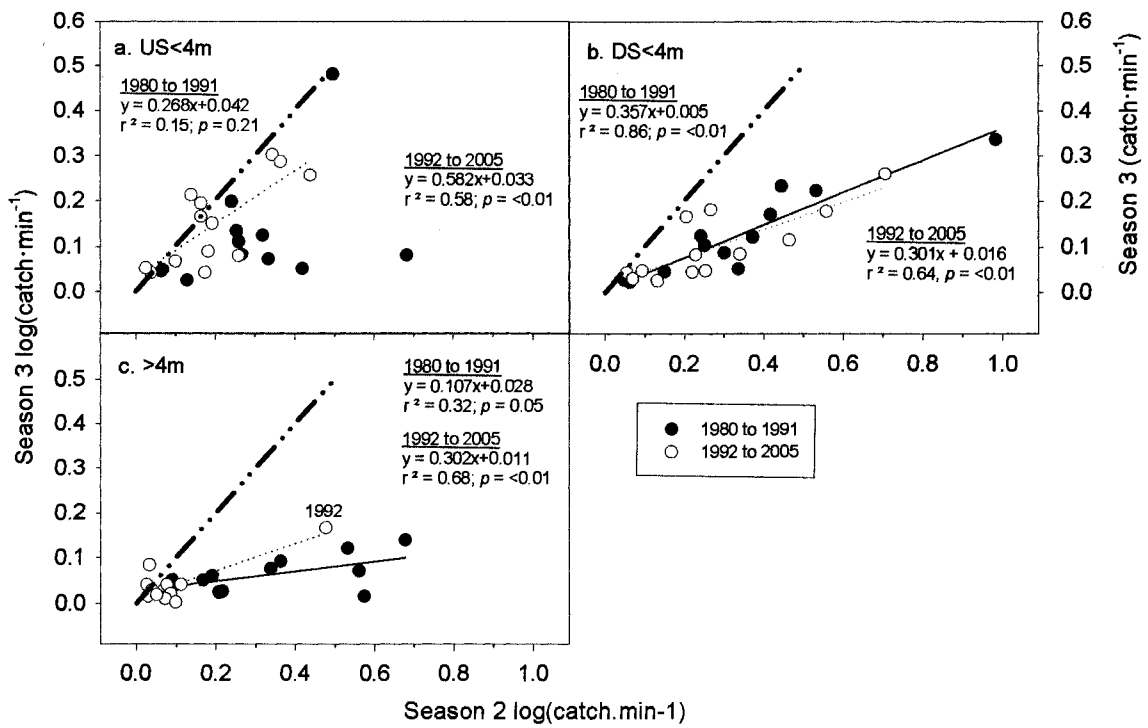 0.6
0.5
0.4
0.3
0.2
0.1
0.0
a. US<4m
1980 to 1991
y = 0.268x+0.042
r ² = 0.15; p = 0.21
1992 to 2005
y = 0.582x+0.033
r ² = 0.58; p = <0.01
b. DS<4m
1980 to 1991
y = 0.357x+0.005
r ² = 0.86; p = <0.01
1992 to 2005
y = 0.301x + 0.016
r ² = 0.64, p = <0.01
0.6
0.5
0.4
0.3
0.2
0.1
0.0
Season 3 (catch·min⁻¹)
0.0 0.2 0.4 0.6 0.8 1.0
Season 3 log(catch·min⁻¹)
0.5
0.4
0.3
0.2
0.1
0.0
c. >4m
1980 to 1991
y = 0.107x+0.028
r ² = 0.32; p = 0.05
1992 to 2005
y = 0.302x+0.011
r ² = 0.68; p = <0.01
1992
0.0 0.2 0.4 0.6 0.8 1.0
Season 2 log(catch.min-1)
1980 to 1991
1992 to 2005